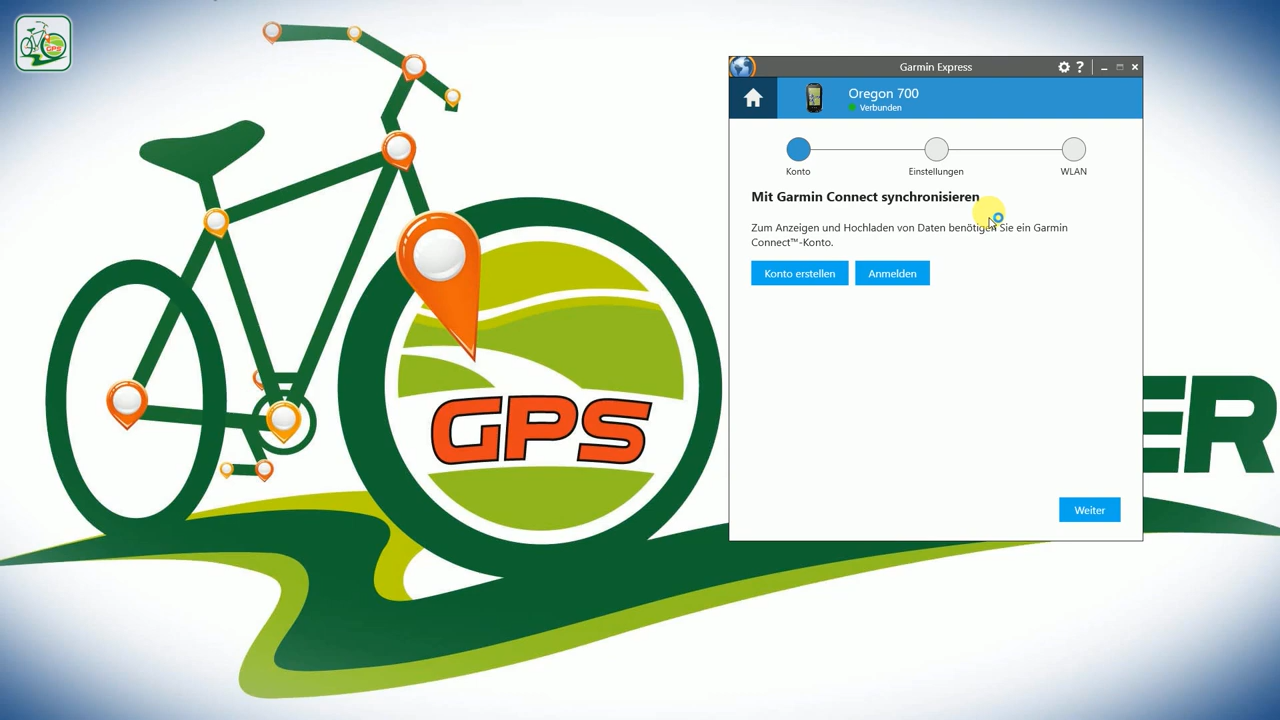 GPS
Garmin Express
?
Oregon 700
Verbunden
Konto
Einstellungen
WLAN
Mit Garmin Connect synchronisieren
Zum Anzeigen und Hochladen von Daten benötigen Sie ein Garmin
Connect™-Konto.
Konto erstellen
Anmelden
Weiter
GPS
ER